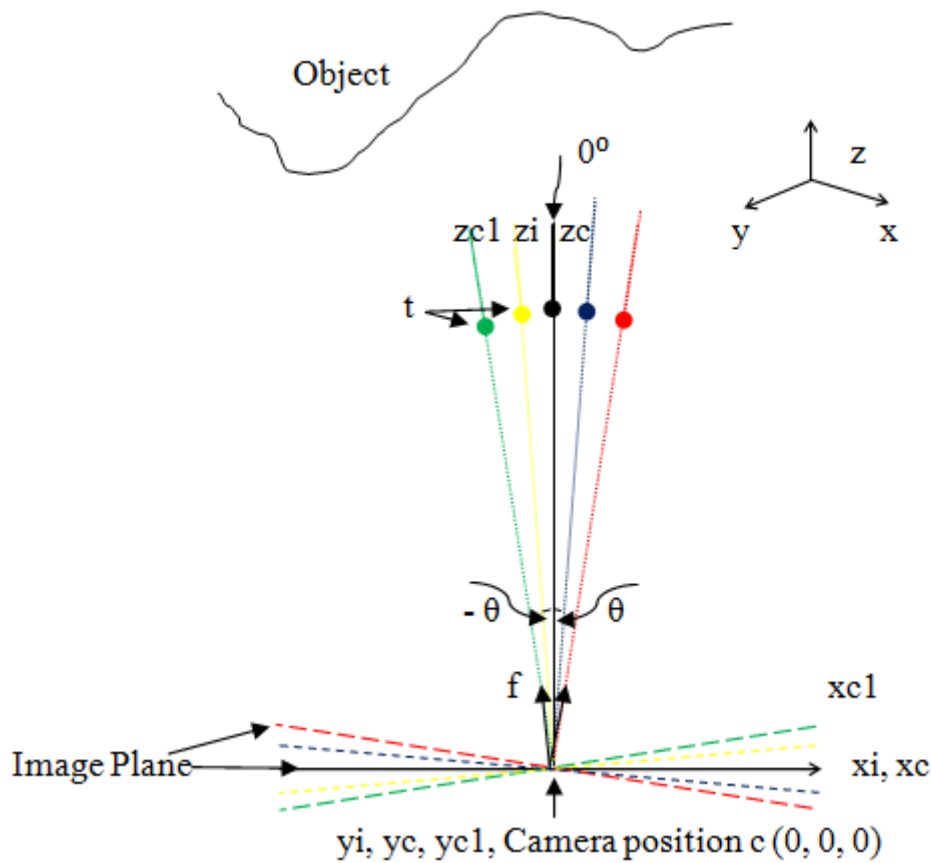 Object
0º
z
y
x
zc1 zi zc
t
- θ
θ
f
xc1
Image Plane
xi, xc
yi, yc, yc1, Camera position c (0, 0, 0)